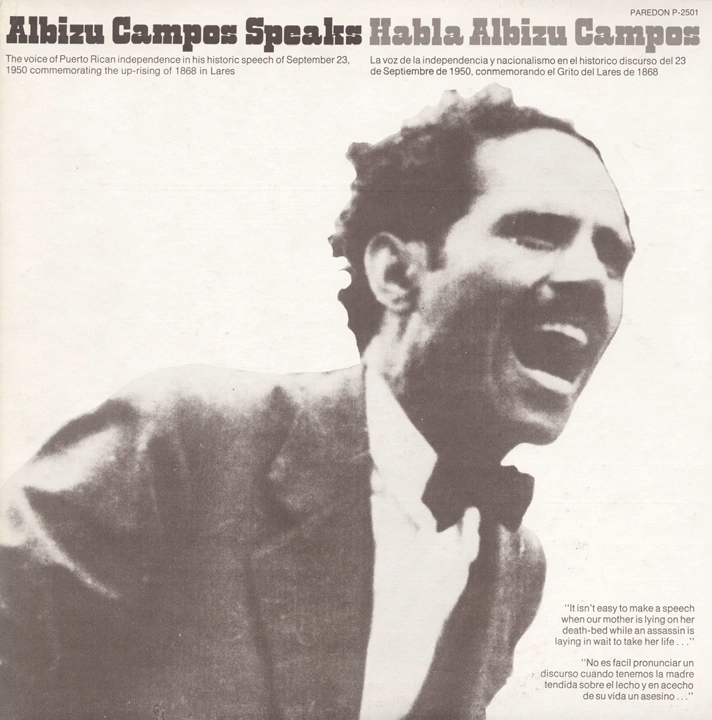 PAREDON P-2501
Albizu Campos Speaks Habla Albizu Campos
The voice of Puerto Rican independence in his historic speech of September 23,
1950 commemorating the up-rising of 1868 in Lares
La voz de la independencia y nacionalismo en el historico discurso del 23
de Septiembre de 1950, conmemorando el Grito del Lares de 1868
"It isn't easy to make a speech
when our mother is lying on her
death-bed while an assassin is
laying in wait to take her life . . ."
"No es facil pronunciar un
discurso cuando tenemos la madre
tendida sobre el lecho y en acecho
de su vida un asesino . . ."